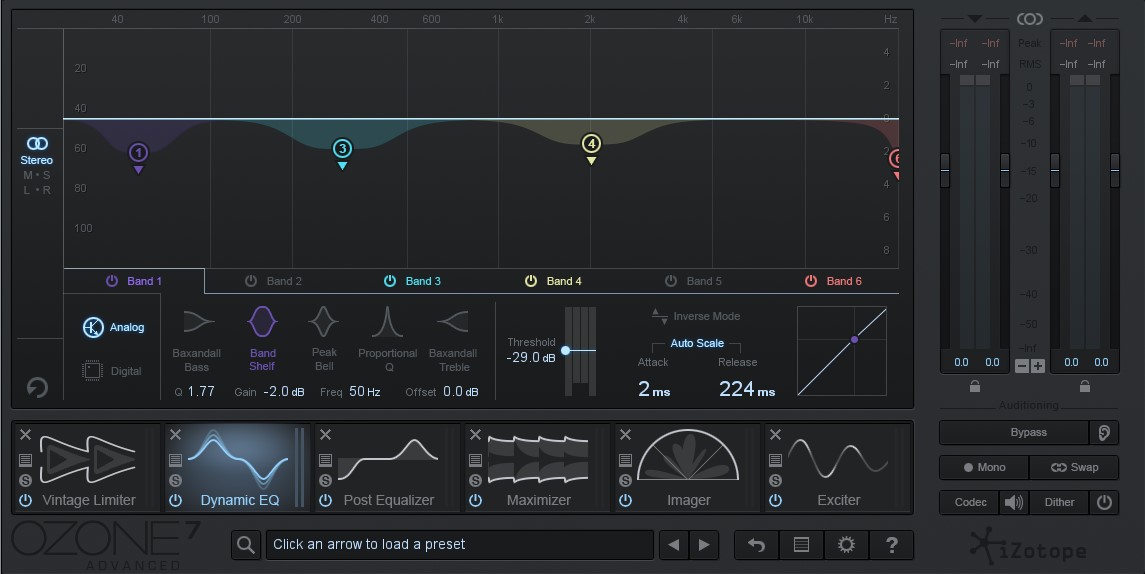 40 100 200 400 600 1k 2k 4k 6k 10k Hz
20
40
60
80
100
4
2
0
2
4
6
8
1 3 4 6
Stereo
M • S
L • R
Band 1 Band 2 Band 3 Band 4 Band 5 Band 6
Analog
Digital
Baxandall
Bass
Band
Shelf
Peak
Bell
Proportional
Q
Baxandall
Treble
Q 1.77 Gain -2.0 dB Freq 50 Hz Offset 0.0 dB
Threshold
-29.0 dB
Inverse Mode
Auto Scale
Attack Release
2 ms 224 ms
-Inf -Inf Peak -Inf -Inf
-Inf -Inf RMS -Inf -Inf
0
-3
-6
-10
-15
-20
-30
-40
-50
-Inf
0.0 0.0 0.0 0.0
Auditioning
Bypass
Mono Swap
Codec Dither
S S S S S S
Vintage Limiter Dynamic EQ Post Equalizer Maximizer Imager Exciter
OZONE 7
ADVANCED
Click an arrow to load a preset
?
iZotope